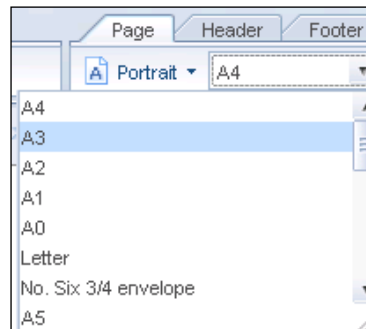 Page Header Footer
A Portrait A4
A4
A3
A2
A1
A0
Letter
No. Six 3/4 envelope
A5